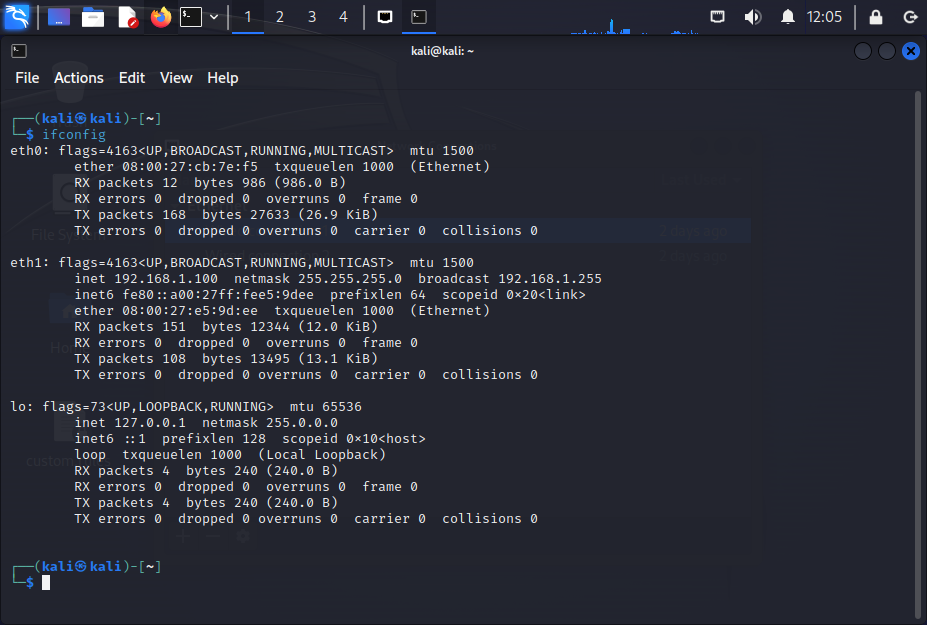 1 2 3 4 12:05
kali@kali: ~
File Actions Edit View Help
┌──(kali㉿kali)-[~]
└─$ ifconfig
eth0: flags=4163<UP,BROADCAST,RUNNING,MULTICAST>  mtu 1500
        ether 08:00:27:cb:7e:f5  txqueuelen 1000  (Ethernet)
        RX packets 12  bytes 986 (986.0 B)
        RX errors 0  dropped 0  overruns 0  frame 0
        TX packets 168  bytes 27633 (26.9 KiB)
        TX errors 0  dropped 0 overruns 0  carrier 0  collisions 0
eth1: flags=4163<UP,BROADCAST,RUNNING,MULTICAST>  mtu 1500
        inet 192.168.1.100  netmask 255.255.255.0  broadcast 192.168.1.255
        inet6 fe80::a00:27ff:fee5:9dee  prefixlen 64  scopeid 0×20<link>
        ether 08:00:27:e5:9d:ee  txqueuelen 1000  (Ethernet)
        RX packets 151  bytes 12344 (12.0 KiB)
        RX errors 0  dropped 0  overruns 0  frame 0
        TX packets 108  bytes 13495 (13.1 KiB)
        TX errors 0  dropped 0 overruns 0  carrier 0  collisions 0
lo: flags=73<UP,LOOPBACK,RUNNING>  mtu 65536
        inet 127.0.0.1  netmask 255.0.0.0
        inet6 ::1  prefixlen 128  scopeid 0×10<host>
        loop  txqueuelen 1000  (Local Loopback)
        RX packets 4  bytes 240 (240.0 B)
        RX errors 0  dropped 0  overruns 0  frame 0
        TX packets 4  bytes 240 (240.0 B)
        TX errors 0  dropped 0 overruns 0  carrier 0  collisions 0
┌──(kali㉿kali)-[~]
└─$
File System
2 days ago